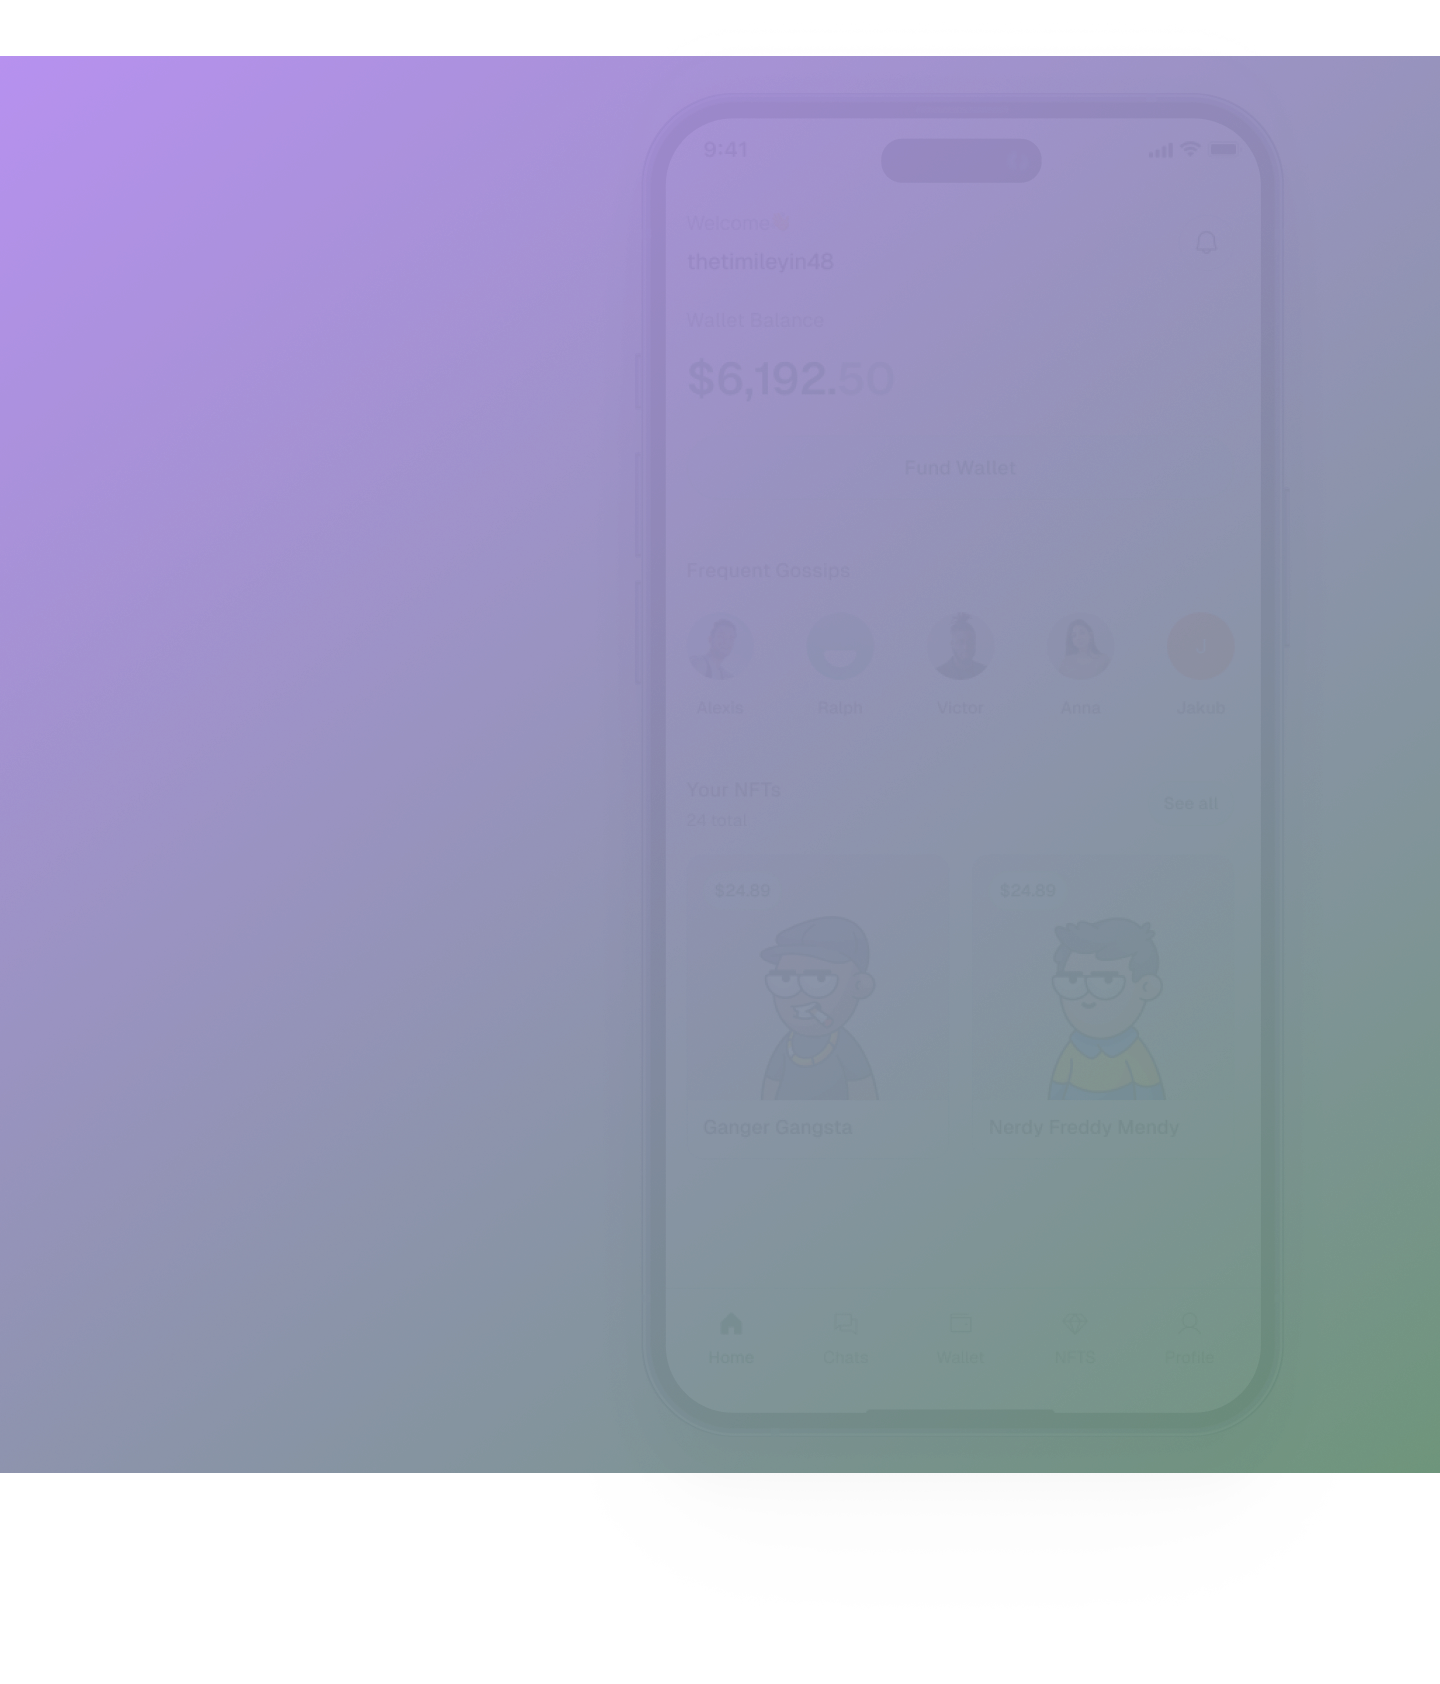 9:41
Welcome
thetimileyin48
Wallet Balance
$6,192.50
Fund Wallet
Frequent Gossips
Alexis Ralph Victor Anna Jakuh
Your NFTs
See all
24 total
$24.89 $24.89
Ganger Gangsta Nerdy Freddy Mendy
Home Chats Wallet NFTS Profile